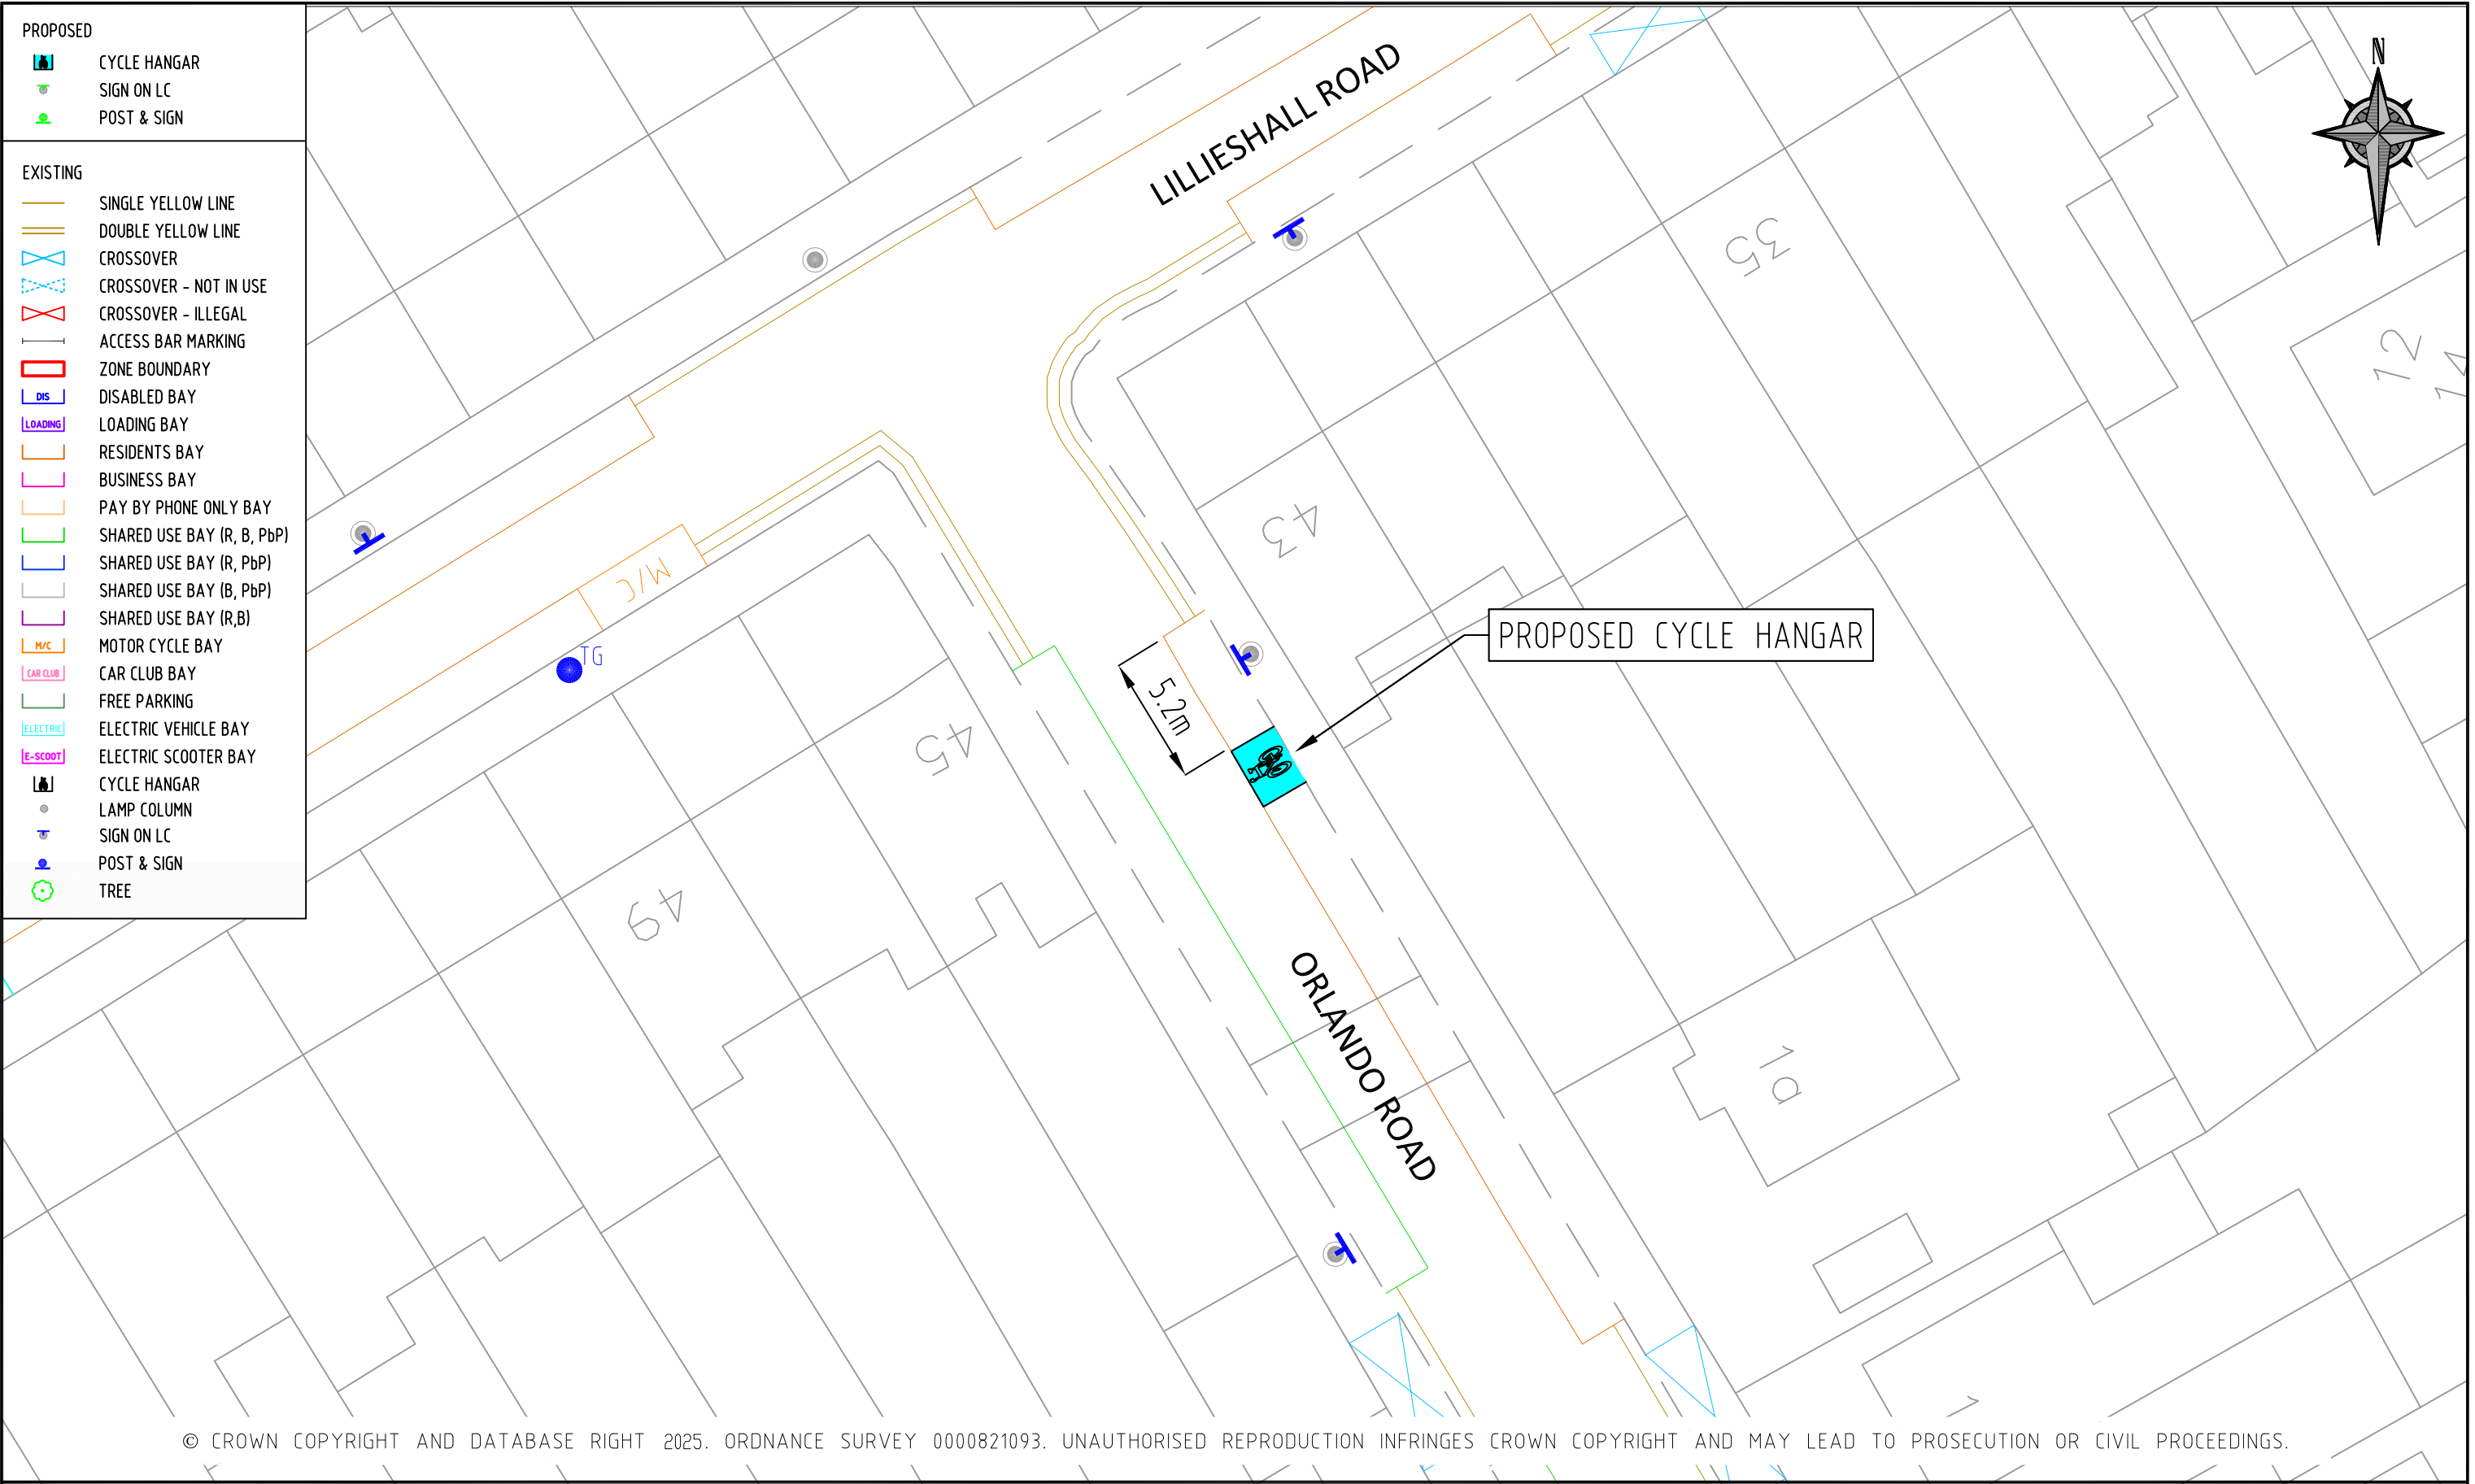 PROPOSED
CYCLE HANGAR
SIGN ON LC
POST & SIGN
EXISTING
SINGLE YELLOW LINE
DOUBLE YELLOW LINE
CROSSOVER
CROSSOVER - NOT IN USE
CROSSOVER - ILLEGAL
ACCESS BAR MARKING
ZONE BOUNDARY
DIS DISABLED BAY
LOADING LOADING BAY
RESIDENTS BAY
BUSINESS BAY
PAY BY PHONE ONLY BAY
SHARED USE BAY (R, B, PbP)
SHARED USE BAY (R, PbP)
SHARED USE BAY (B, PbP)
SHARED USE BAY (R,B)
M/C MOTOR CYCLE BAY
CAR CLUB CAR CLUB BAY
FREE PARKING
ELECTRIC ELECTRIC VEHICLE BAY
E-SCOOT ELECTRIC SCOOTER BAY
CYCLE HANGAR
LAMP COLUMN
SIGN ON LC
POST & SIGN
TREE
N
LILLIESHALL ROAD
35
12
43
M/C
TG
PROPOSED CYCLE HANGAR
5.2m
45
49
ORLANDO ROAD
1a
© CROWN COPYRIGHT AND DATABASE RIGHT 2025. ORDNANCE SURVEY 0000821093. UNAUTHORISED REPRODUCTION INFRINGES CROWN COPYRIGHT AND MAY LEAD TO PROSECUTION OR CIVIL PROCEEDINGS.